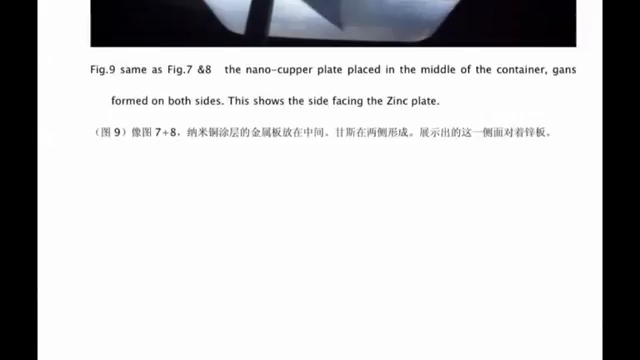 Fig.9 same as Fig.7 &8 the nano-cupper plate placed in the middle of the container, gans
formed on both sides. This shows the side facing the Zinc plate.
（图 9）像图 7+8，纳米铜涂层的金属板放在中间、甘斯在两侧形成。展示出的这一侧面对着锌板。